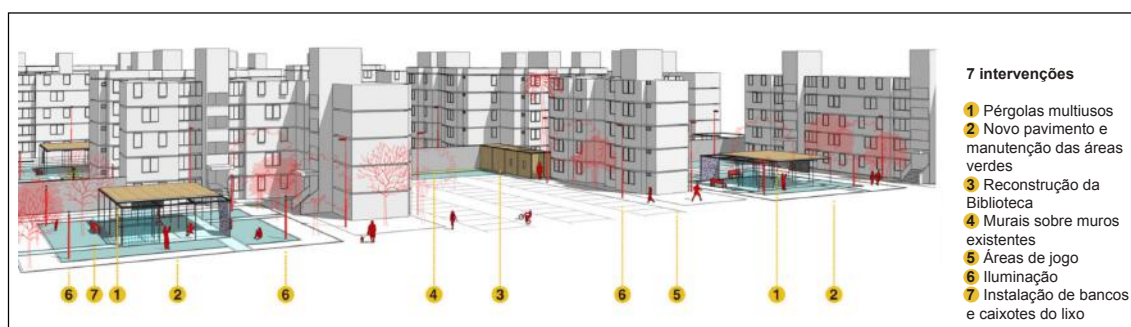 7 intervenções
1 Pérgolas multiusos
2 Novo pavimento e
manutenção das áreas
verdes
3 Reconstrução da
Biblioteca
4 Murais sobre muros
existentes
5 Áreas de jogo
6 Iluminação
7 Instalação de bancos
e caixotes do lixo
6 7 1 2 6 4 3 6 5 1 2